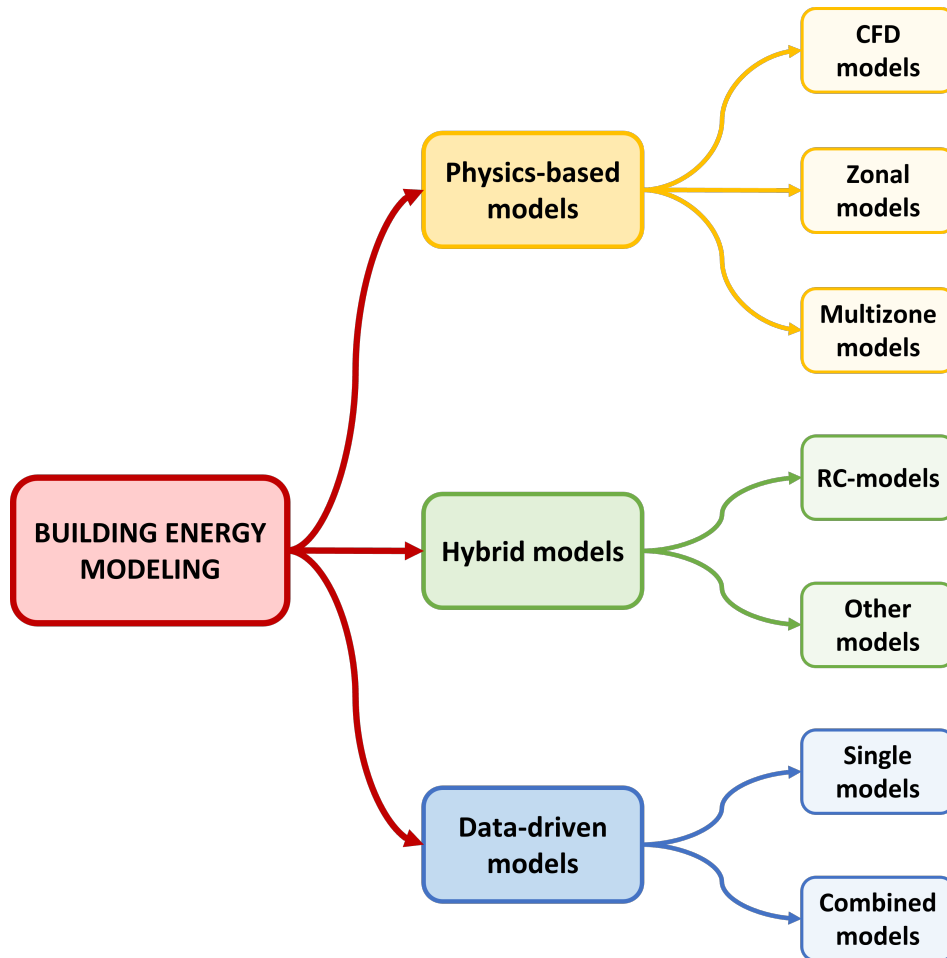 CFD
models
Physics-based
models
Zonal
models
Multizone
models
BUILDING ENERGY
MODELING
Hybrid models
RC-models
Other
models
Data-driven
models
Single
models
Combined
models